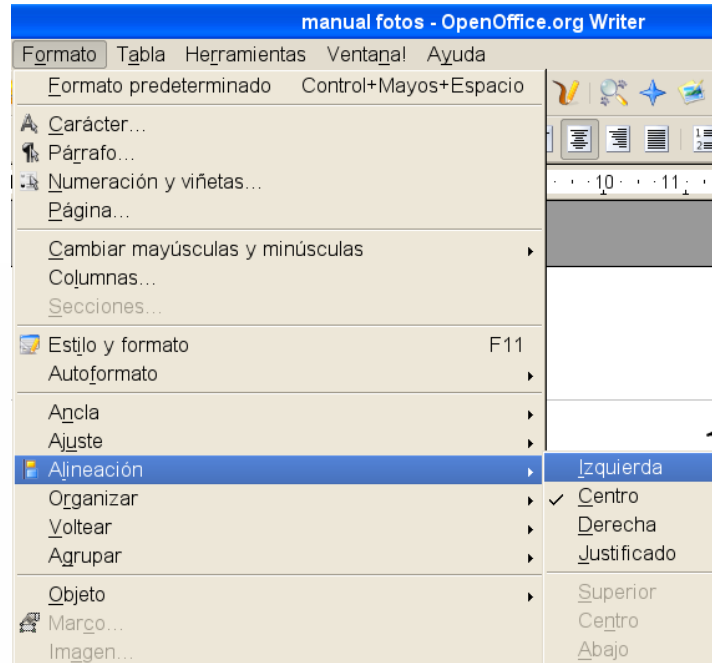 manual fotos - OpenOffice.org Writer
Formato Tabla Herramientas Ventana! Ayuda
Formato predeterminado Control+Mayos+Espacio
Carácter...
Párrafo...
Numeración y viñetas...
Página...
10 11
Cambiar mayúsculas y minúsculas
Columnas...
Secciones...
Estilo y formato F11
Autoformato
Ancla
Ajuste
Alineación
Izquierda
Organizar
Centro
Voltear
Derecha
Agrupar
Justificado
Objeto
Superior
Marco...
Centro
Imagen...
Abajo